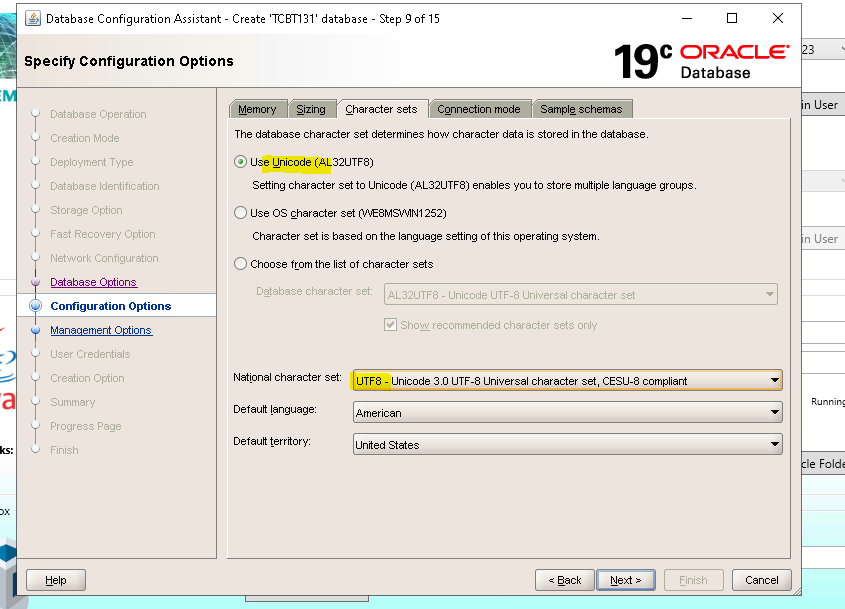 Database Configuration Assistant - Create 'TCBT131' database - Step 9 of 15
Specify Configuration Options
19c ORACLE
Database
Database Operation
Creation Mode
Deployment Type
Database Identification
Storage Option
Fast Recovery Option
Network Configuration
Database Options
Configuration Options
Management Options
User Credentials
Creation Option
Summary
Progress Page
Finish
Memory Sizing Character sets Connection mode Sample schemas
The database character set determines how character data is stored in the database.
Use Unicode (AL32UTF8)
Setting character set to Unicode (AL32UTF8) enables you to store multiple language groups.
Use OS character set (WE8MSWIN1252)
Character set is based on the language setting of this operating system.
Choose from the list of character sets
Database character set: AL32UTF8 - Unicode UTF-8 Universal character set
Show recommended character sets only
National character set: UTF8 - Unicode 3.0 UTF-8 Universal character set, CESU-8 compliant
Default language: American
Default territory: United States
Help < Back Next > Finish Cancel
23
in User
in User
Running
cle Folde
EM
ks:
ox